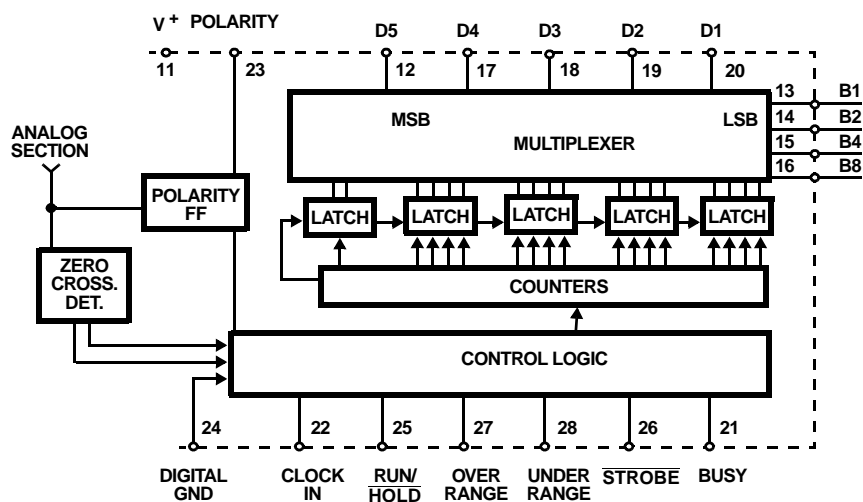 V+ POLARITY D5 D4 D3 D2 D1
11 23 12 17 18 19 20
13 B1
MSB LSB 14 B2
MULTIPLEXER 15 B4
16 B8
ANALOG
SECTION
POLARITY
FF
LATCH LATCH LATCH LATCH LATCH
ZERO
CROSS.
DET.
COUNTERS
CONTROL LOGIC
24 22 25 27 28 26 21
DIGITAL CLOCK RUN/ OVER UNDER STROBE BUSY
GND IN HOLD RANGE RANGE